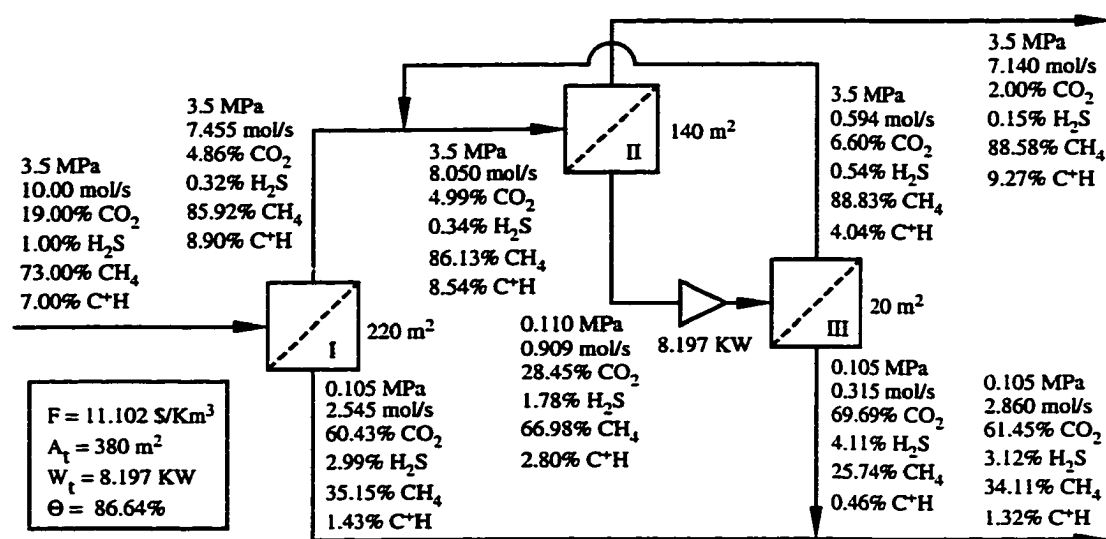 3.5 MPa
10.00 mol/s
19.00% CO₂
1.00% H₂S
73.00% CH₄
7.00% C⁺H
3.5 MPa
7.455 mol/s
4.86% CO₂
0.32% H₂S
85.92% CH₄
8.90% C⁺H
I
220 m²
0.105 MPa
2.545 mol/s
60.43% CO₂
2.99% H₂S
35.15% CH₄
1.43% C⁺H
3.5 MPa
8.050 mol/s
4.99% CO₂
0.34% H₂S
86.13% CH₄
8.54% C⁺H
II
140 m²
0.110 MPa
0.909 mol/s
28.45% CO₂
1.78% H₂S
66.98% CH₄
2.80% C⁺H
8.197 KW
III
20 m²
3.5 MPa
0.594 mol/s
6.60% CO₂
0.54% H₂S
88.83% CH₄
4.04% C⁺H
0.105 MPa
0.315 mol/s
69.69% CO₂
4.11% H₂S
25.74% CH₄
0.46% C⁺H
3.5 MPa
7.140 mol/s
2.00% CO₂
0.15% H₂S
88.58% CH₄
9.27% C⁺H
0.105 MPa
2.860 mol/s
61.45% CO₂
3.12% H₂S
34.11% CH₄
1.32% C⁺H
F = 11.102 $/Km³
Aₜ = 380 m²
Wₜ = 8.197 KW
Θ = 86.64%